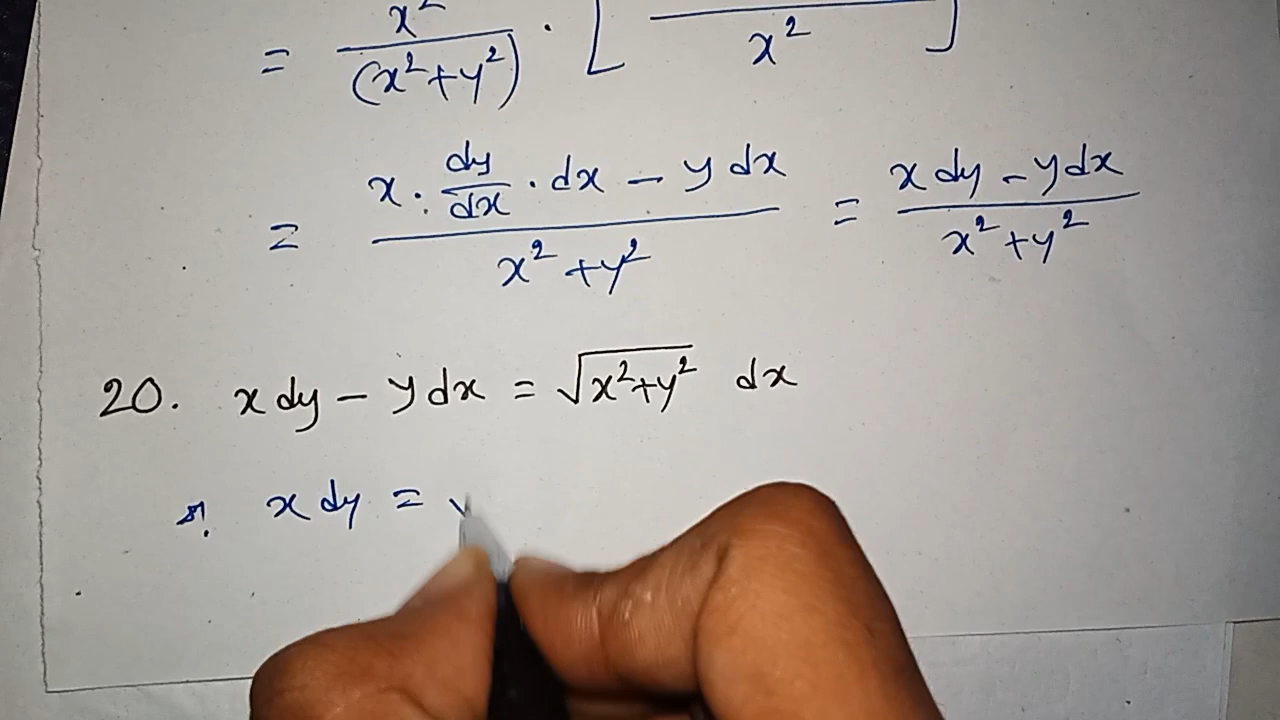 = x² / (x²+y²) · [ / x² ]
= x · dy/dx · dx − y dx / x² + y² = x dy − y dx / x² + y²
20. x dy − y dx = √x²+y² dx
x dy =